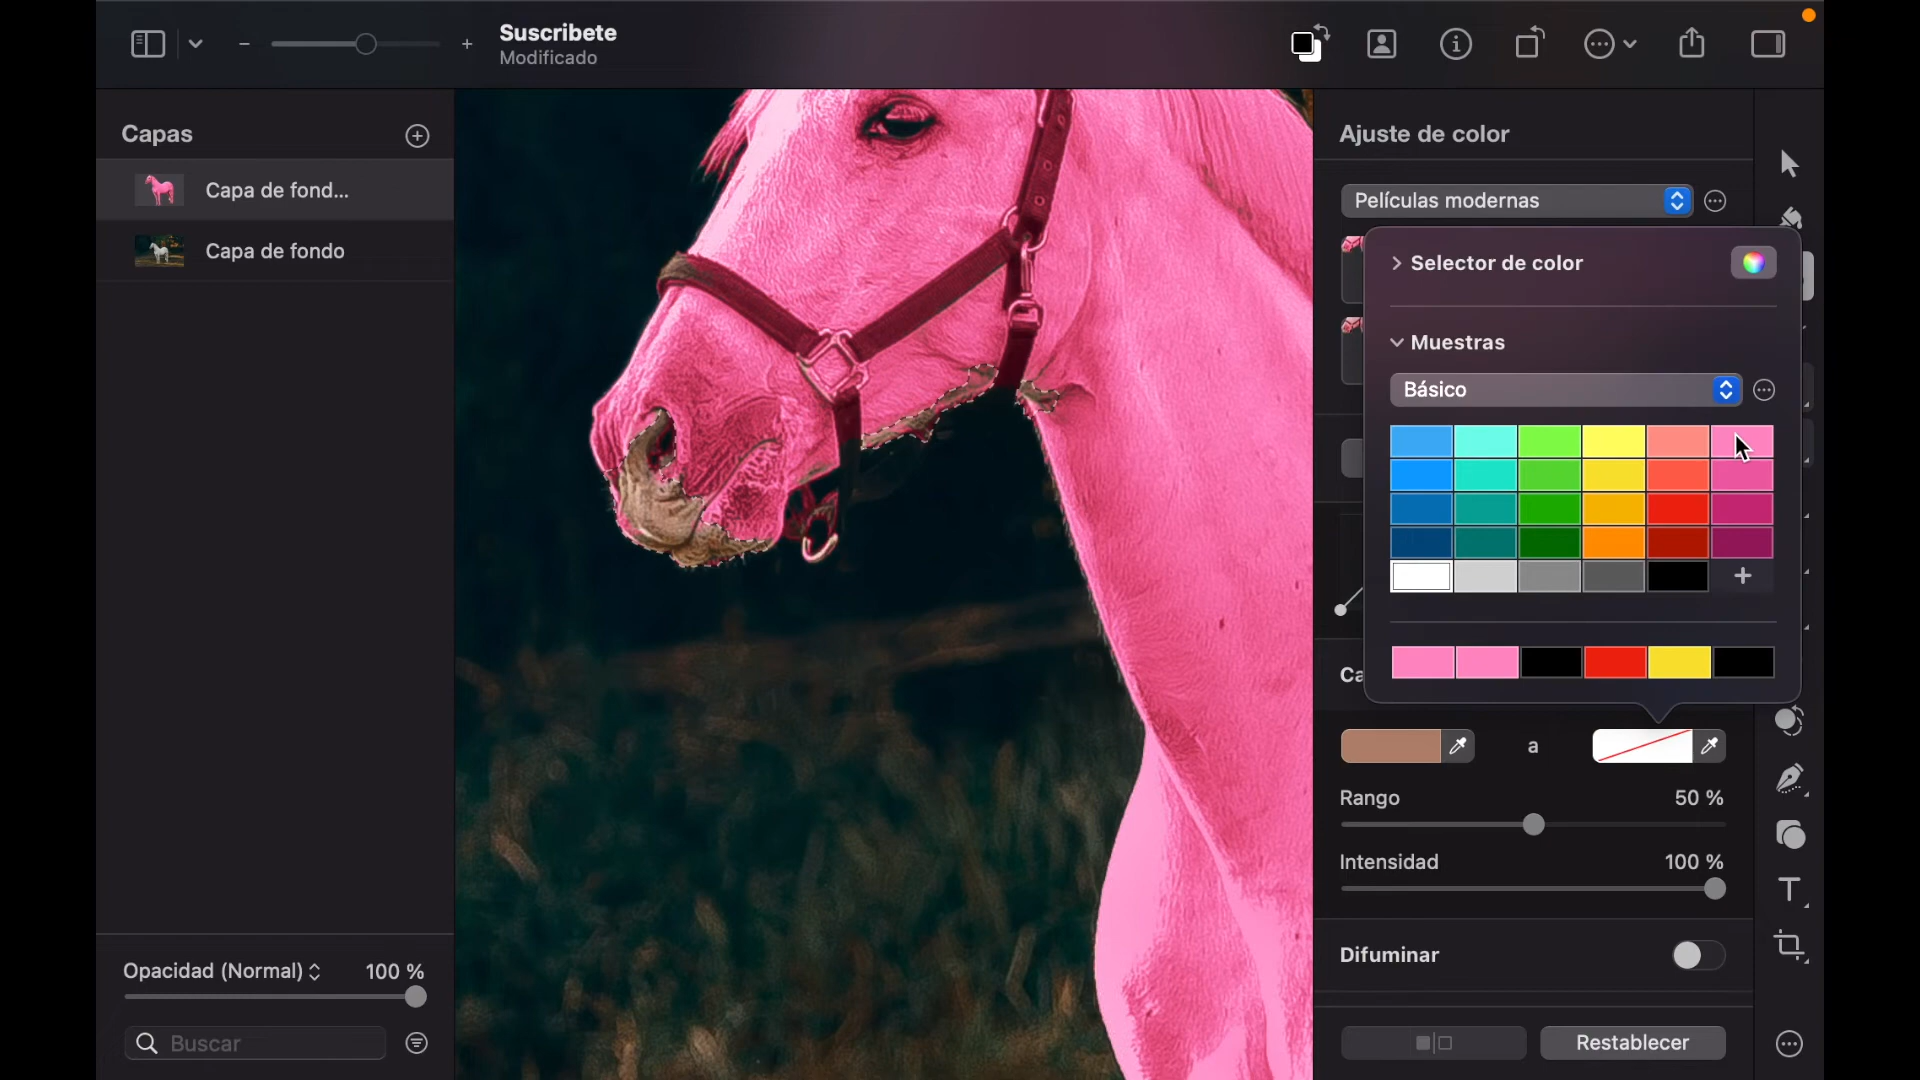 Suscribete
Modificado
Capas
Capa de fond...
Capa de fondo
Opacidad (Normal)
100 %
Buscar
Ajuste de color
Películas modernas
Selector de color
Muestras
Básico
Ca
a
Rango
50 %
Intensidad
100 %
Difuminar
Restablecer